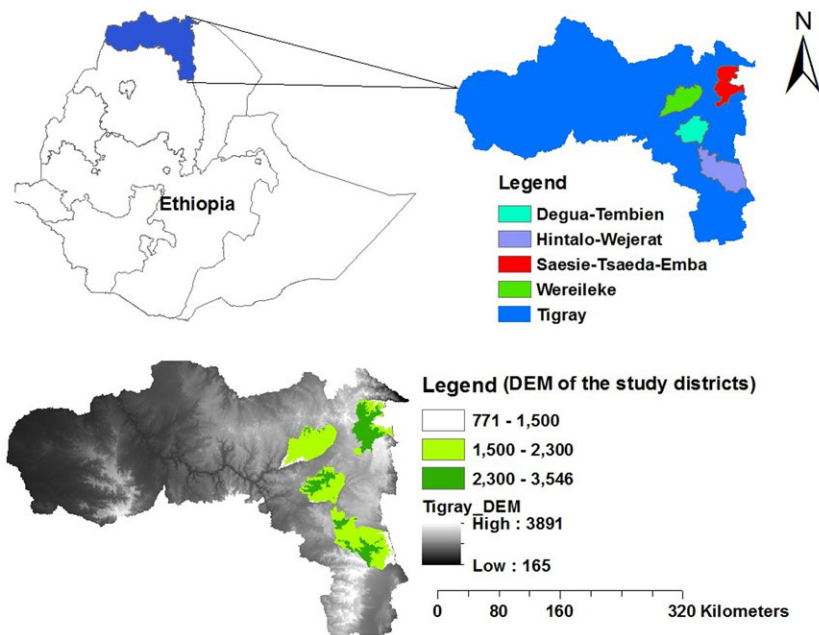 N
Ethiopia
Legend
Degua-Tembien
Hintalo-Wejerat
Saesie-Tsaeda-Emba
Wereileke
Tigray
Legend (DEM of the study districts)
771 - 1,500
1,500 - 2,300
2,300 - 3,546
Tigray_DEM
High : 3891
Low : 165
0 80 160 320 Kilometers